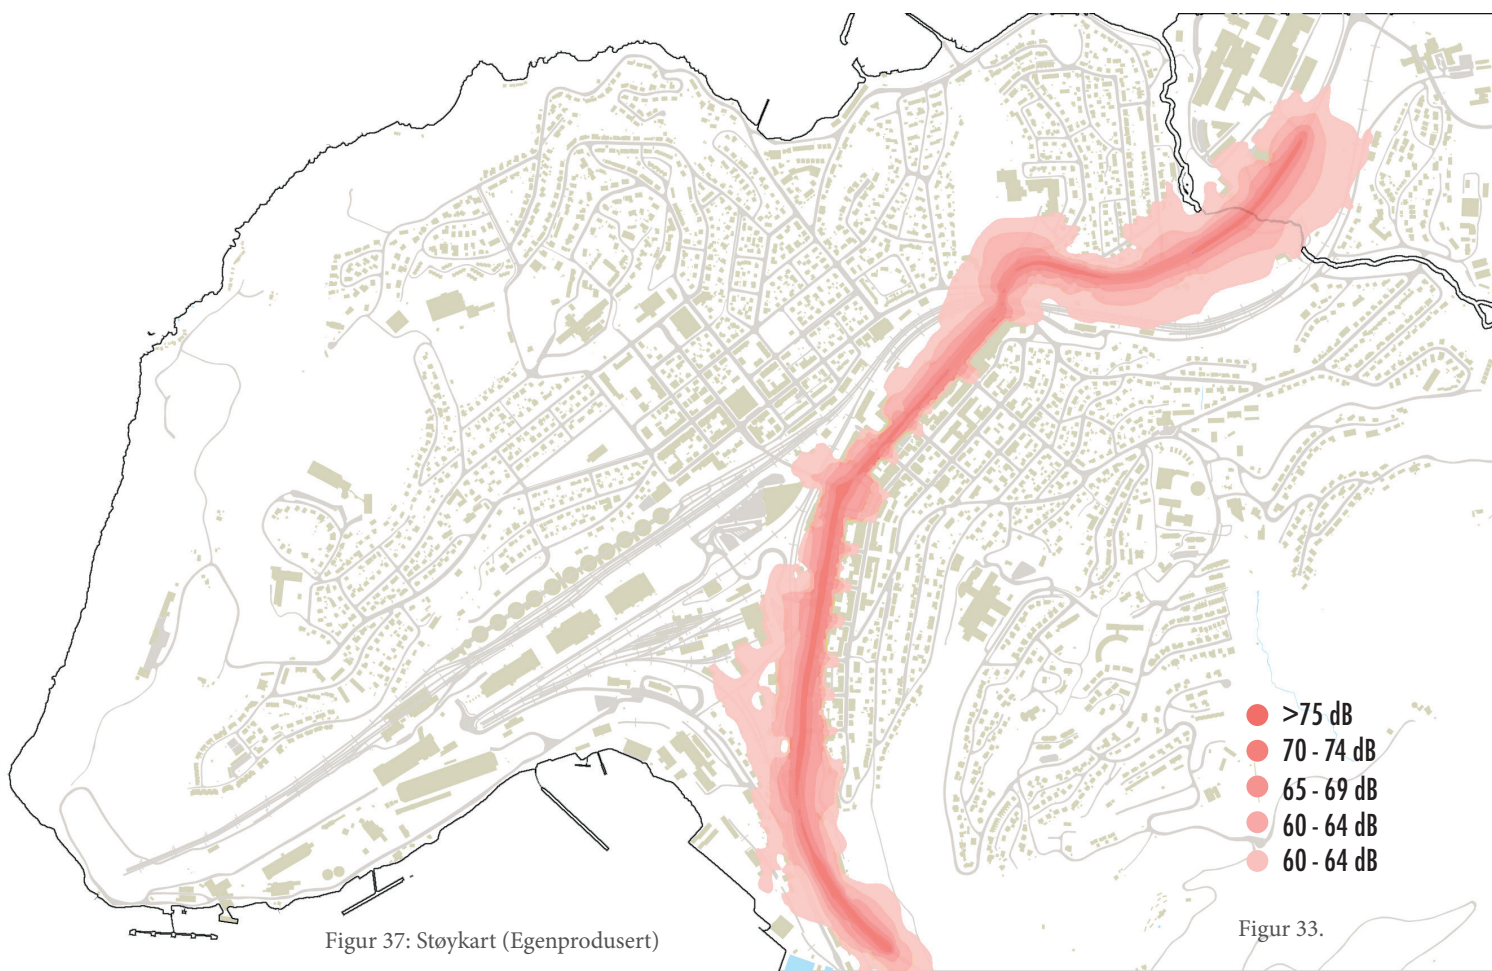 >75 dB
70 - 74 dB
65 - 69 dB
60 - 64 dB
60 - 64 dB
Figur 33.
Figur 37: Støykart (Egenprodusert)